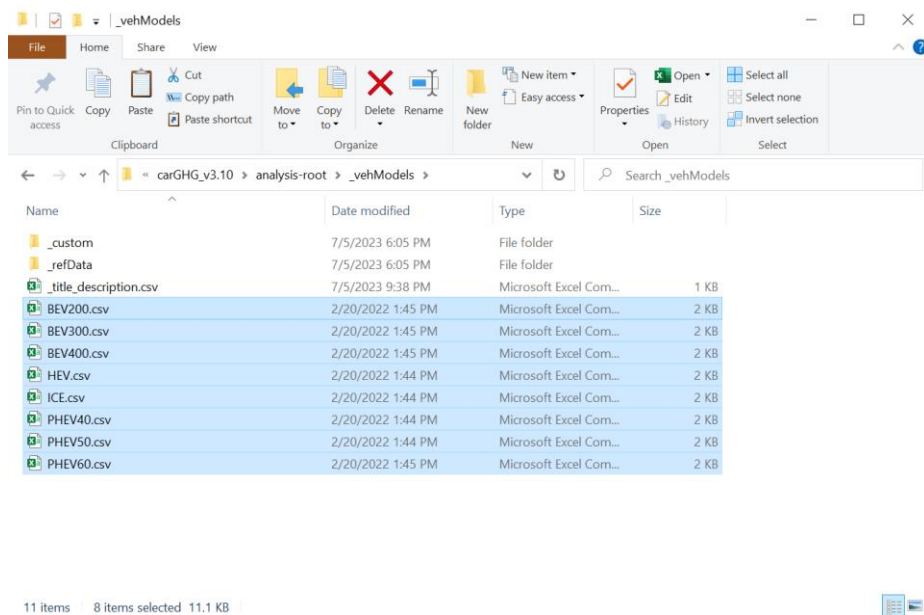 _vehModels
File Home Share View
Pin to Quick access
Copy
Paste
Cut
Copy path
Paste shortcut
Move to
Copy to
Delete
Rename
New folder
New item
Easy access
Properties
Open
Edit
History
Select all
Select none
Invert selection
Clipboard Organize New Open Select
« carGHG_v3.10 > analysis-root > _vehModels > Search _vehModels
Name Date modified Type Size
_custom 7/5/2023 6:05 PM File folder
_refData 7/5/2023 6:05 PM File folder
_title_description.csv 7/5/2023 9:38 PM Microsoft Excel Com... 1 KB
BEV200.csv 2/20/2022 1:45 PM Microsoft Excel Com... 2 KB
BEV300.csv 2/20/2022 1:45 PM Microsoft Excel Com... 2 KB
BEV400.csv 2/20/2022 1:45 PM Microsoft Excel Com... 2 KB
HEV.csv 2/20/2022 1:44 PM Microsoft Excel Com... 2 KB
ICE.csv 2/20/2022 1:44 PM Microsoft Excel Com... 2 KB
PHEV40.csv 2/20/2022 1:44 PM Microsoft Excel Com... 2 KB
PHEV50.csv 2/20/2022 1:44 PM Microsoft Excel Com... 2 KB
PHEV60.csv 2/20/2022 1:45 PM Microsoft Excel Com... 2 KB
11 items 8 items selected 11.1 KB